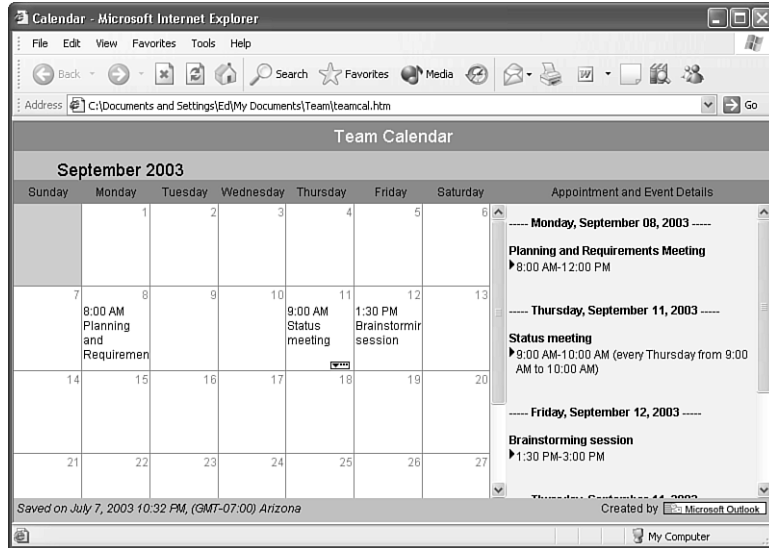 Calendar - Microsoft Internet Explorer
File Edit View Favorites Tools Help
Back Search Favorites Media
Address C:\Documents and Settings\Ed\My Documents\Team\teamcal.htm Go
Team Calendar
September 2003
Sunday Monday Tuesday Wednesday Thursday Friday Saturday
1 2 3 4 5 6
7 8 9 10 11 12 13
8:00 AM
Planning
and
Requiremen
9:00 AM
Status
meeting
1:30 PM
Brainstormin
session
14 15 16 17 18 19 20
21 22 23 24 25 26 27
Appointment and Event Details
----- Monday, September 08, 2003 -----
Planning and Requirements Meeting
8:00 AM-12:00 PM
----- Thursday, September 11, 2003 -----
Status meeting
9:00 AM-10:00 AM (every Thursday from 9:00
AM to 10:00 AM)
----- Friday, September 12, 2003 -----
Brainstorming session
1:30 PM-3:00 PM
Saved on July 7, 2003 10:32 PM, (GMT-07:00) Arizona
Created by Microsoft Outlook
My Computer